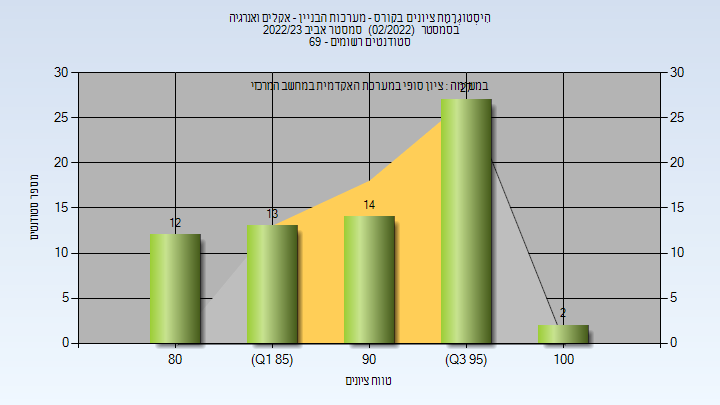 היסטוגרמת ציונים בקורס - מערכות הבניין - אקלים ואנרגיה
בסמסטר (02/2022) סמסטר אביב 2022/23
סטודנטים רשומים - 69
במערימה : ציון סופי במערכת האקדמית במחשב המרכזי
30 30
25 25
20 20
15 15
10 10
5 5
0 0
12
13
14
27
2
80
(Q1 85)
90
(Q3 95)
100
מספר סטודנטים
טווח ציונים